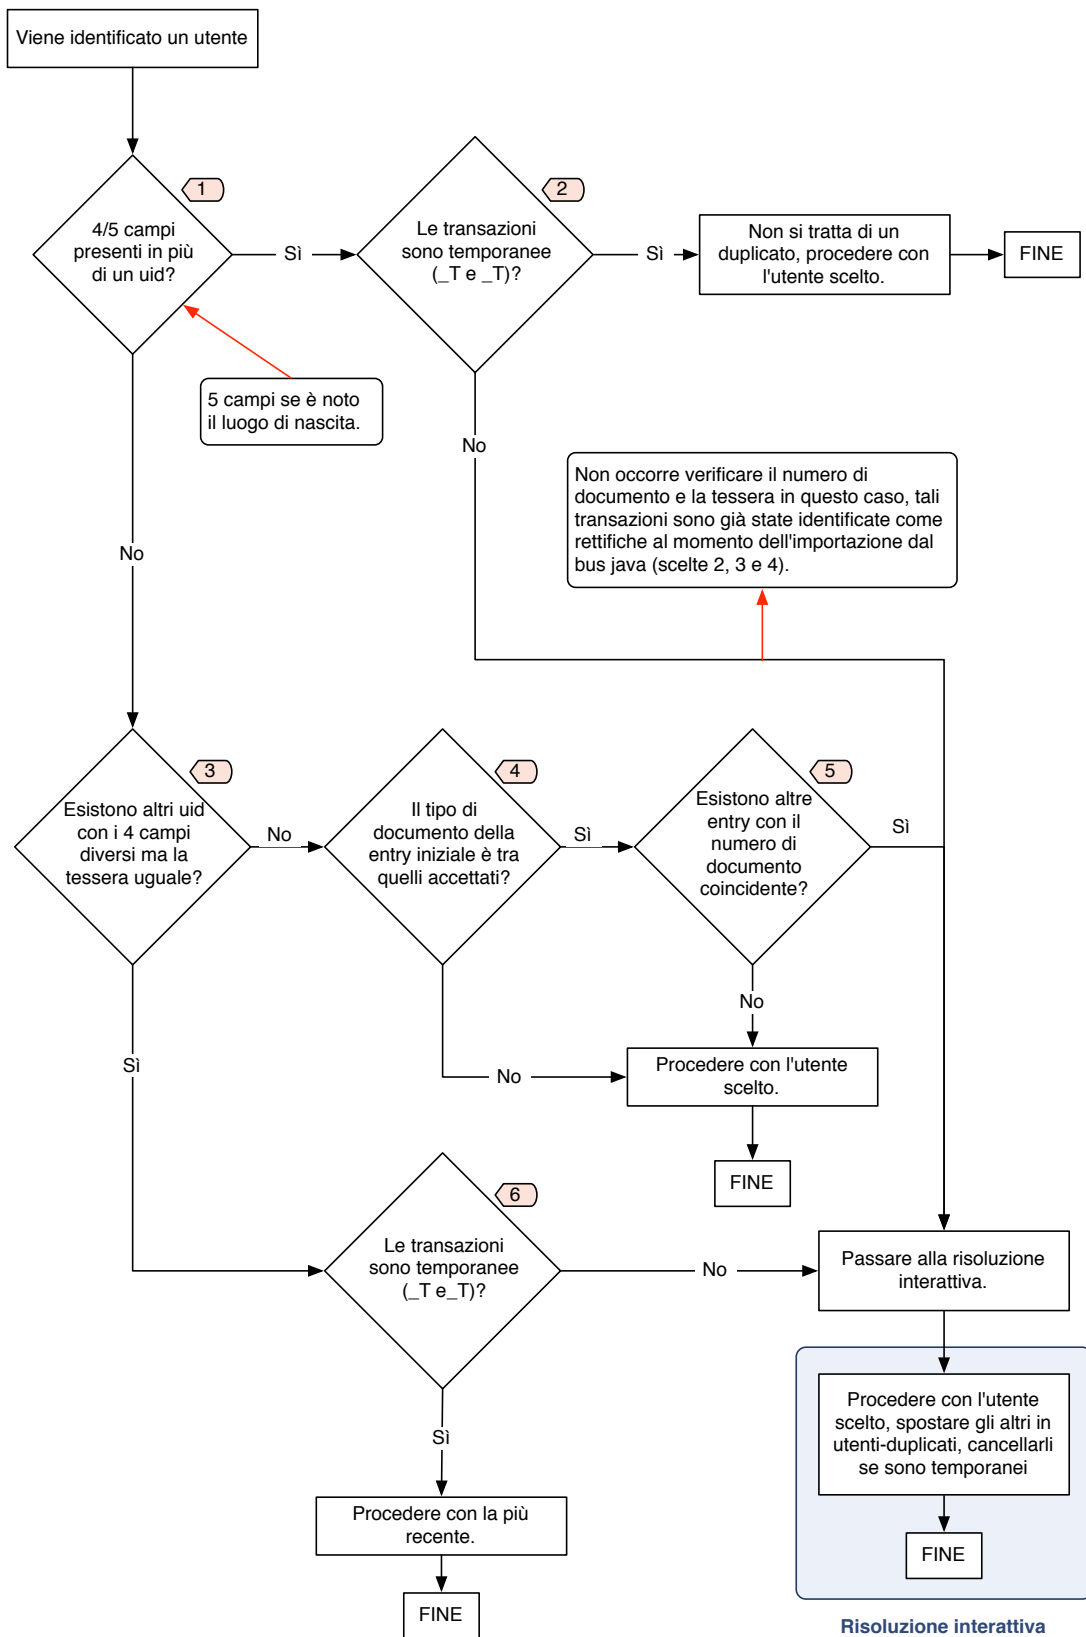 Viene identificato un utente
1
4/5 campi
presenti in più
di un uid?
Sì
2
Le transazioni
sono temporanee
(_T e _T)?
Sì
Non si tratta di un
duplicato, procedere con
l'utente scelto.
FINE
5 campi se è noto
il luogo di nascita.
No
No
Non occorre verificare il numero di
documento e la tessera in questo caso, tali
transazioni sono già state identificate come
rettifiche al momento dell'importazione dal
bus java (scelte 2, 3 e 4).
3
Esistono altri uid
con i 4 campi
diversi ma la
tessera uguale?
No
4
Il tipo di
documento della
entry iniziale è tra
quelli accettati?
Sì
5
Esistono altre
entry con il
numero di
documento
coincidente?
Sì
No
Sì
No
Procedere con l'utente
scelto.
FINE
6
Le transazioni
sono temporanee
(_T e_T)?
No
Passare alla risoluzione
interattiva.
Procedere con l'utente
scelto, spostare gli altri in
utenti-duplicati, cancellarli
se sono temporanei
FINE
Sì
Procedere con la più
recente.
FINE
Risoluzione interattiva